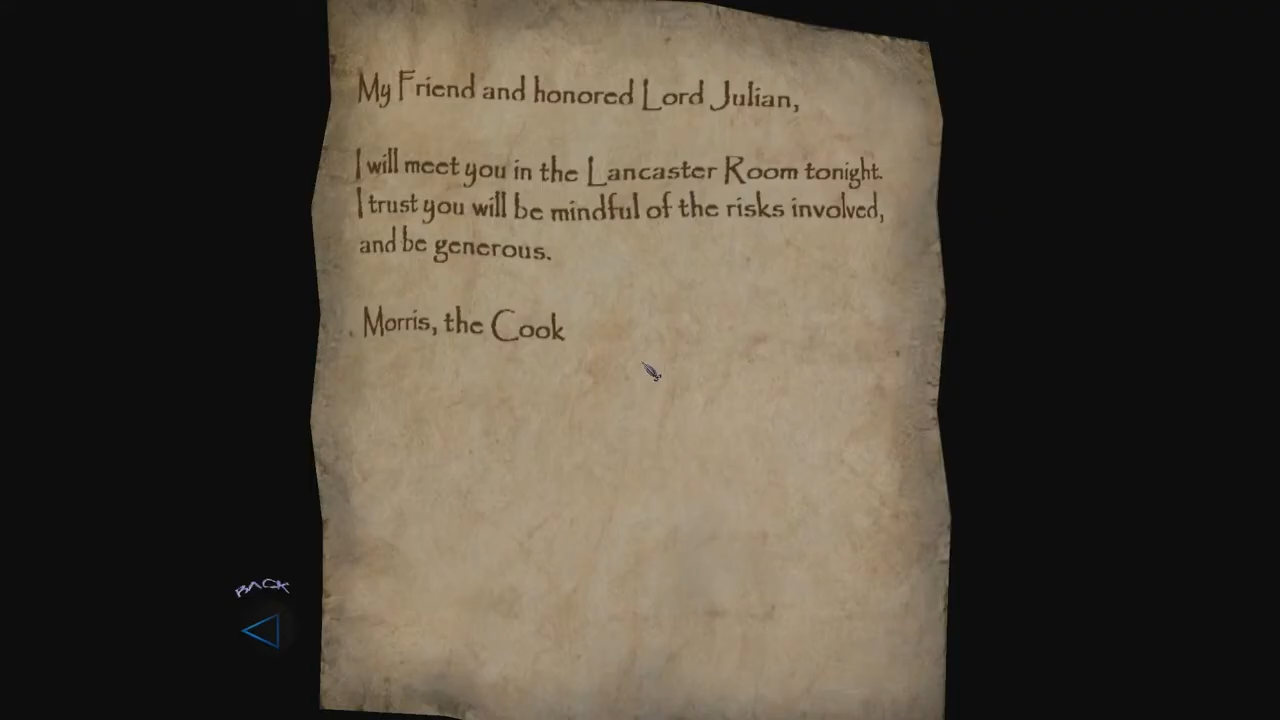 My Friend and honored Lord Julian,
I will meet you in the Lancaster Room tonight.
I trust you will be mindful of the risks involved,
and be generous.
Morris, the Cook
BACK